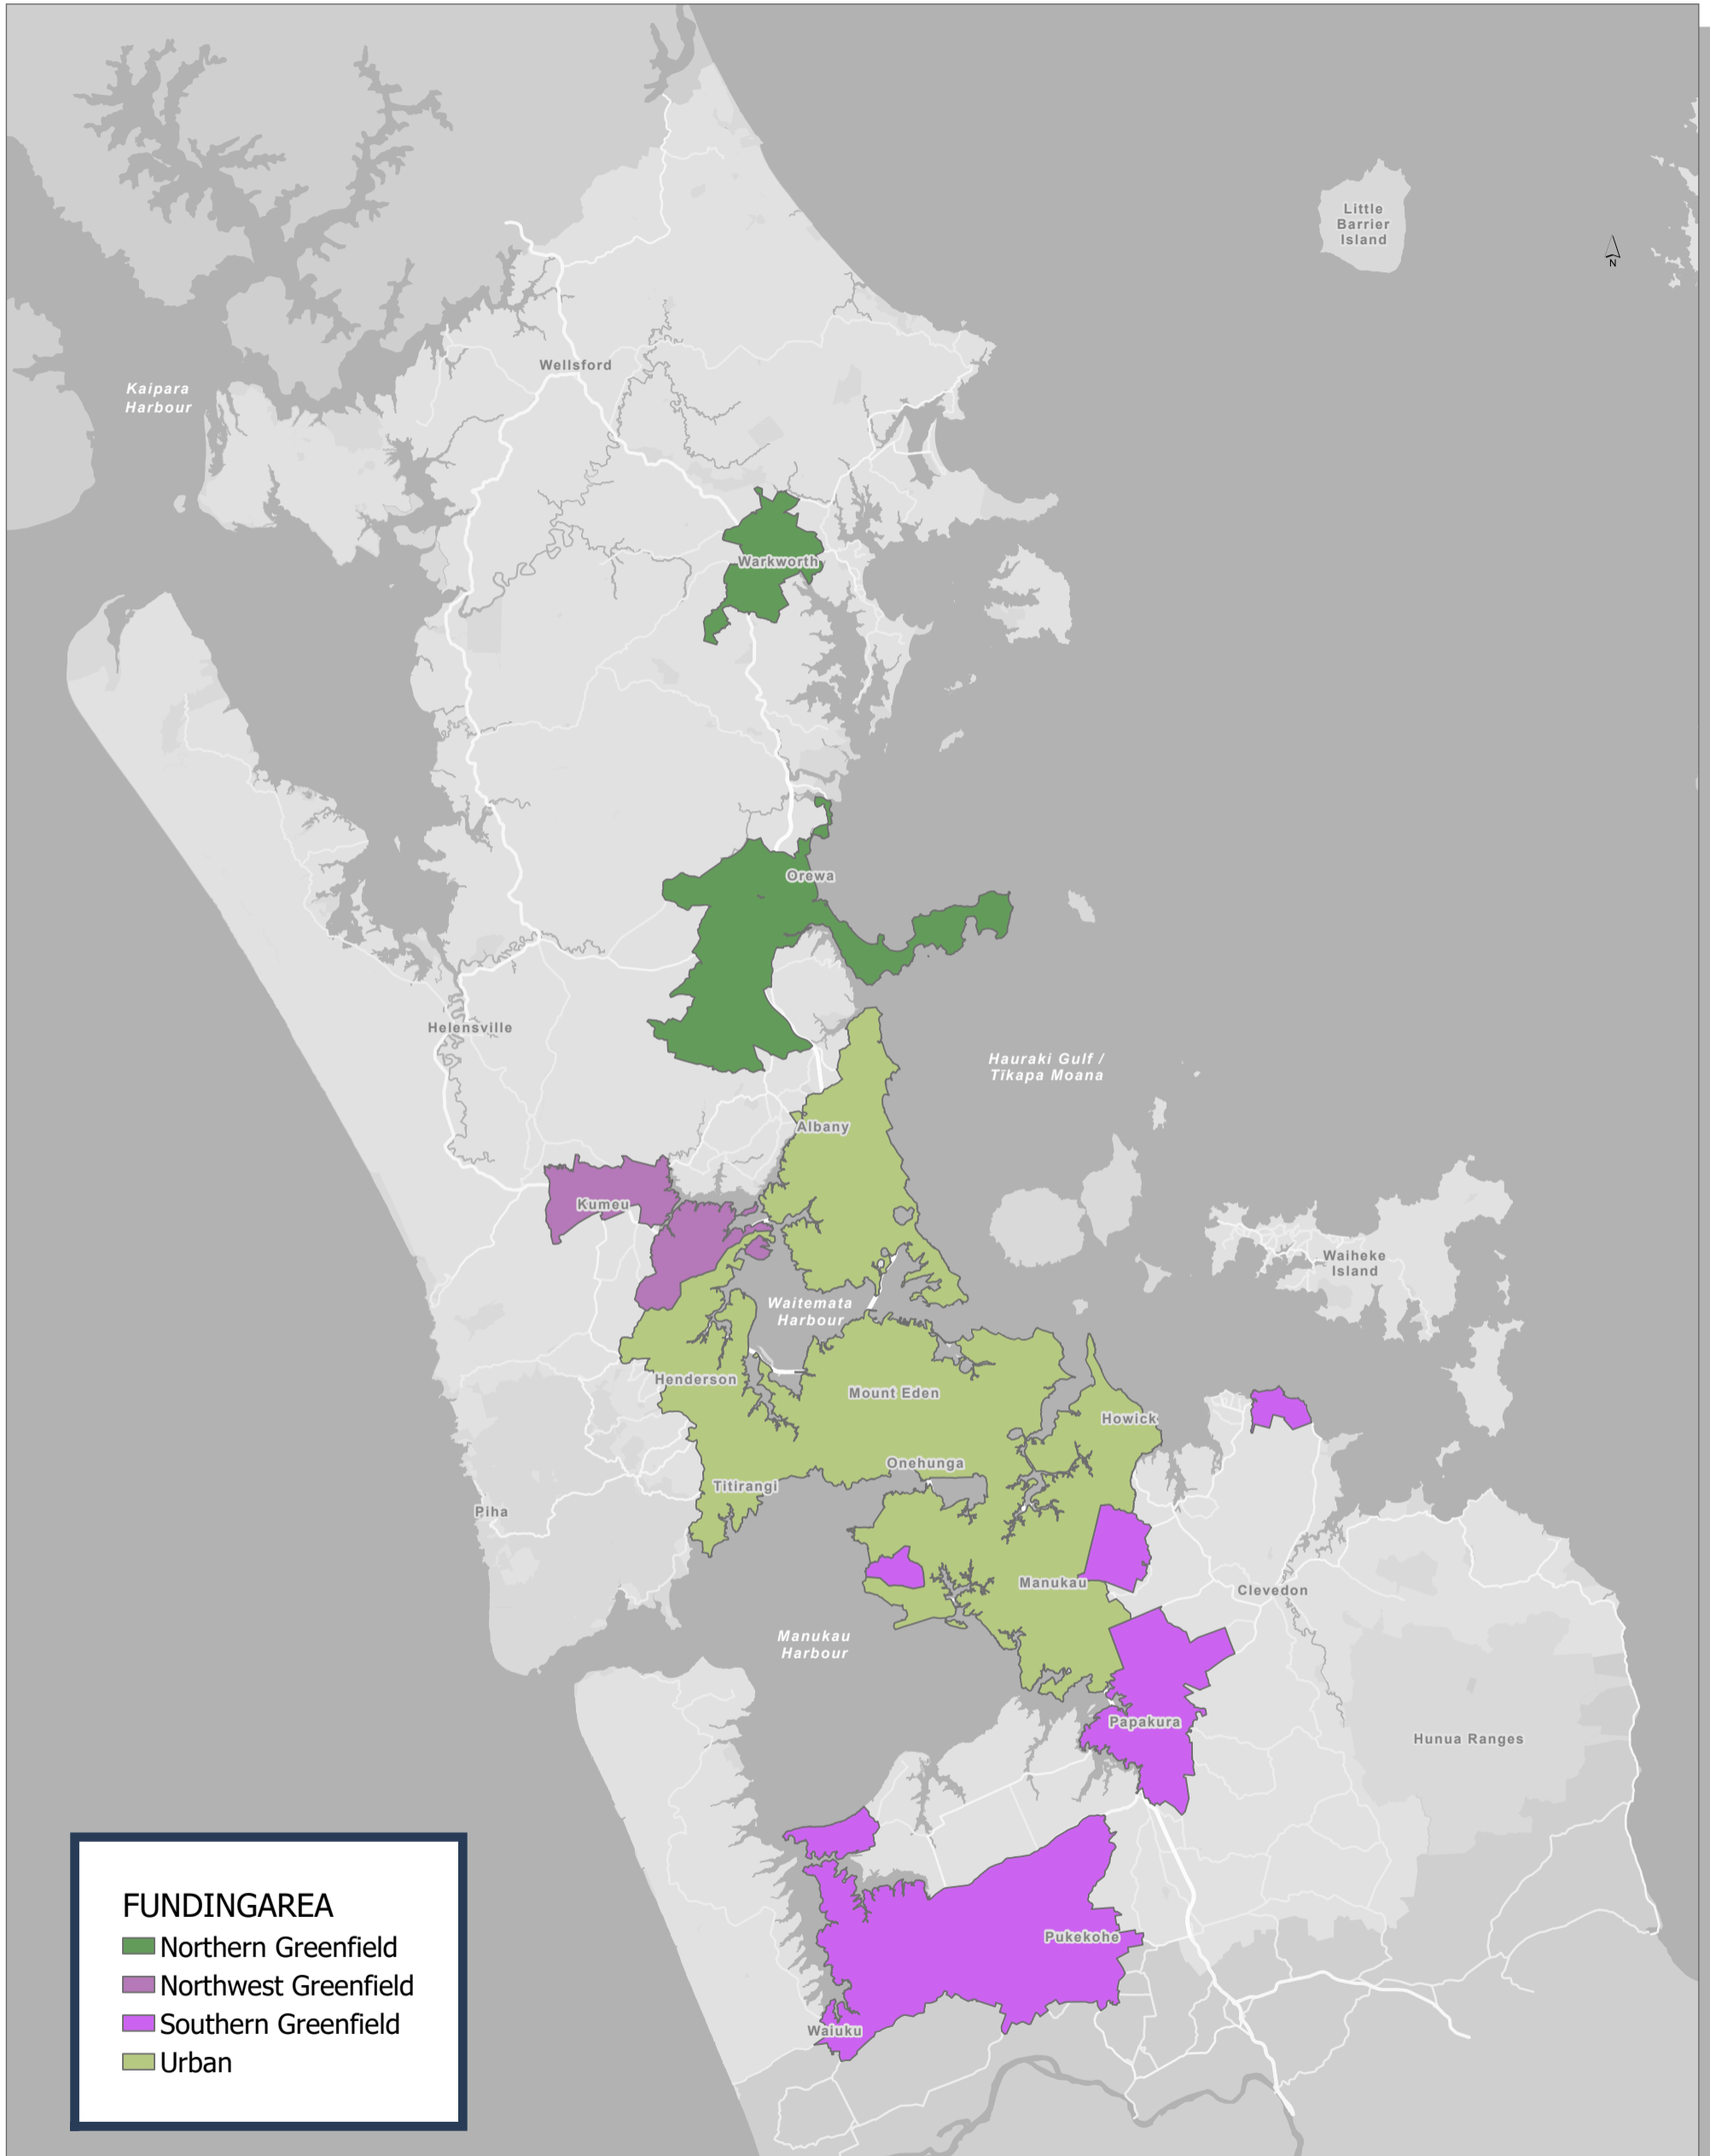 Little
Barrier
Island
N
Wellsford
Kaipara
Harbour
Warkworth
Orewa
Helensville
Hauraki Gulf /
Tīkapa Moana
Albany
Kumeu
Waiheke
Island
Waitemata
Harbour
Henderson
Mount Eden
Howick
Onehunga
Titirangi
Piha
Manukau
Clevedon
Manukau
Harbour
Papakura
Hunua Ranges
Pukekohe
Waiuku
FUNDINGAREA
Northern Greenfield
Northwest Greenfield
Southern Greenfield
Urban